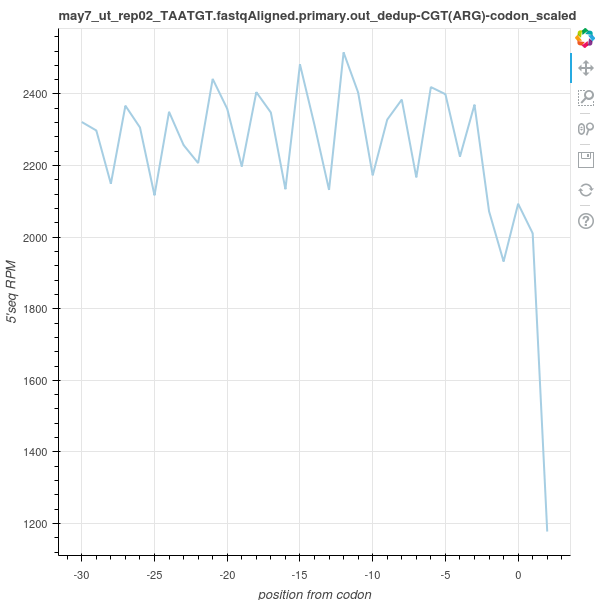 may7_ut_rep02_TAATGT.fastqAligned.primary.out_dedup-CGT(ARG)-codon_scaled
2400
2200
2000
1800
1600
1400
1200
5'seq RPM
-30 -25 -20 -15 -10 -5 0
position from codon